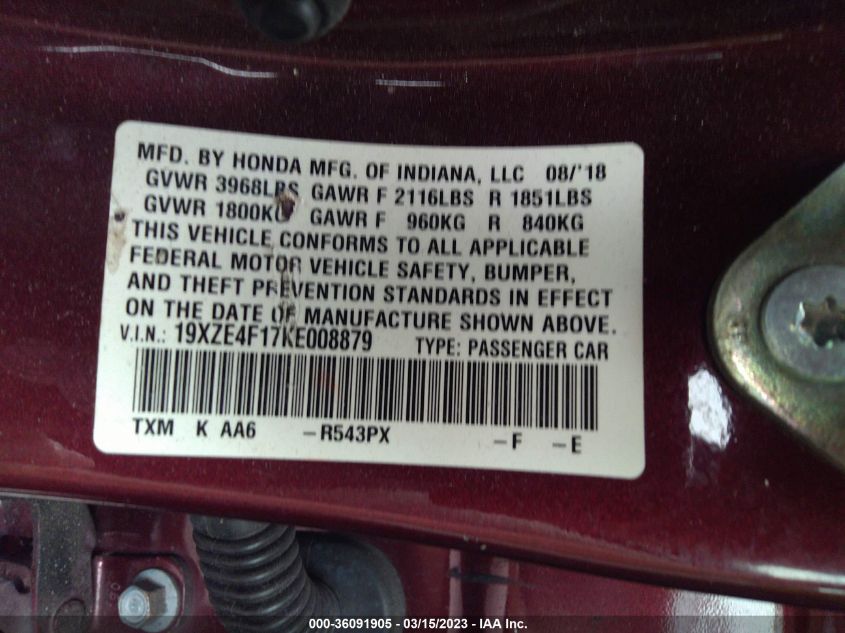 MFD. BY HONDA MFG. OF INDIANA, LLC 08/'18
GVWR 3968LBS GAWR F 2116LBS R 1851LBS
GVWR 1800KG GAWR F 960KG R 840KG
THIS VEHICLE CONFORMS TO ALL APPLICABLE
FEDERAL MOTOR VEHICLE SAFETY, BUMPER,
AND THEFT PREVENTION STANDARDS IN EFFECT
ON THE DATE OF MANUFACTURE SHOWN ABOVE.
V.I.N.: 19XZE4F17KE008879 TYPE: PASSENGER CAR
TXM K AA6 –R543PX –F –E
000-36091905 - 03/15/2023 - IAA Inc.